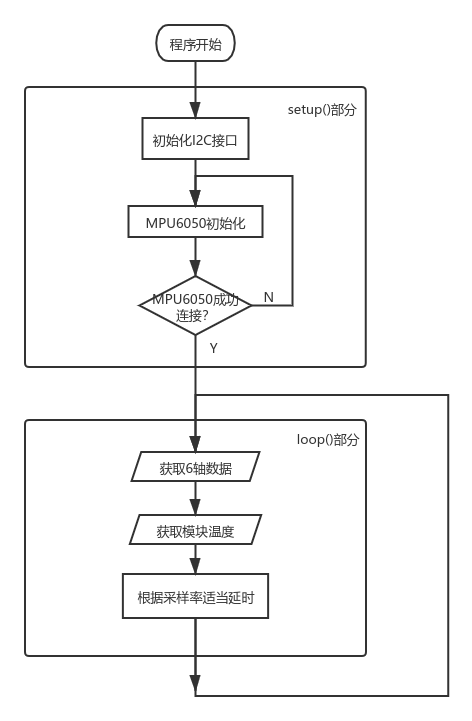 程序开始
setup()部分
初始化I2C接口
MPU6050初始化
MPU6050成功
连接?
N
Y
loop()部分
获取6轴数据
获取模块温度
根据采样率适当延时